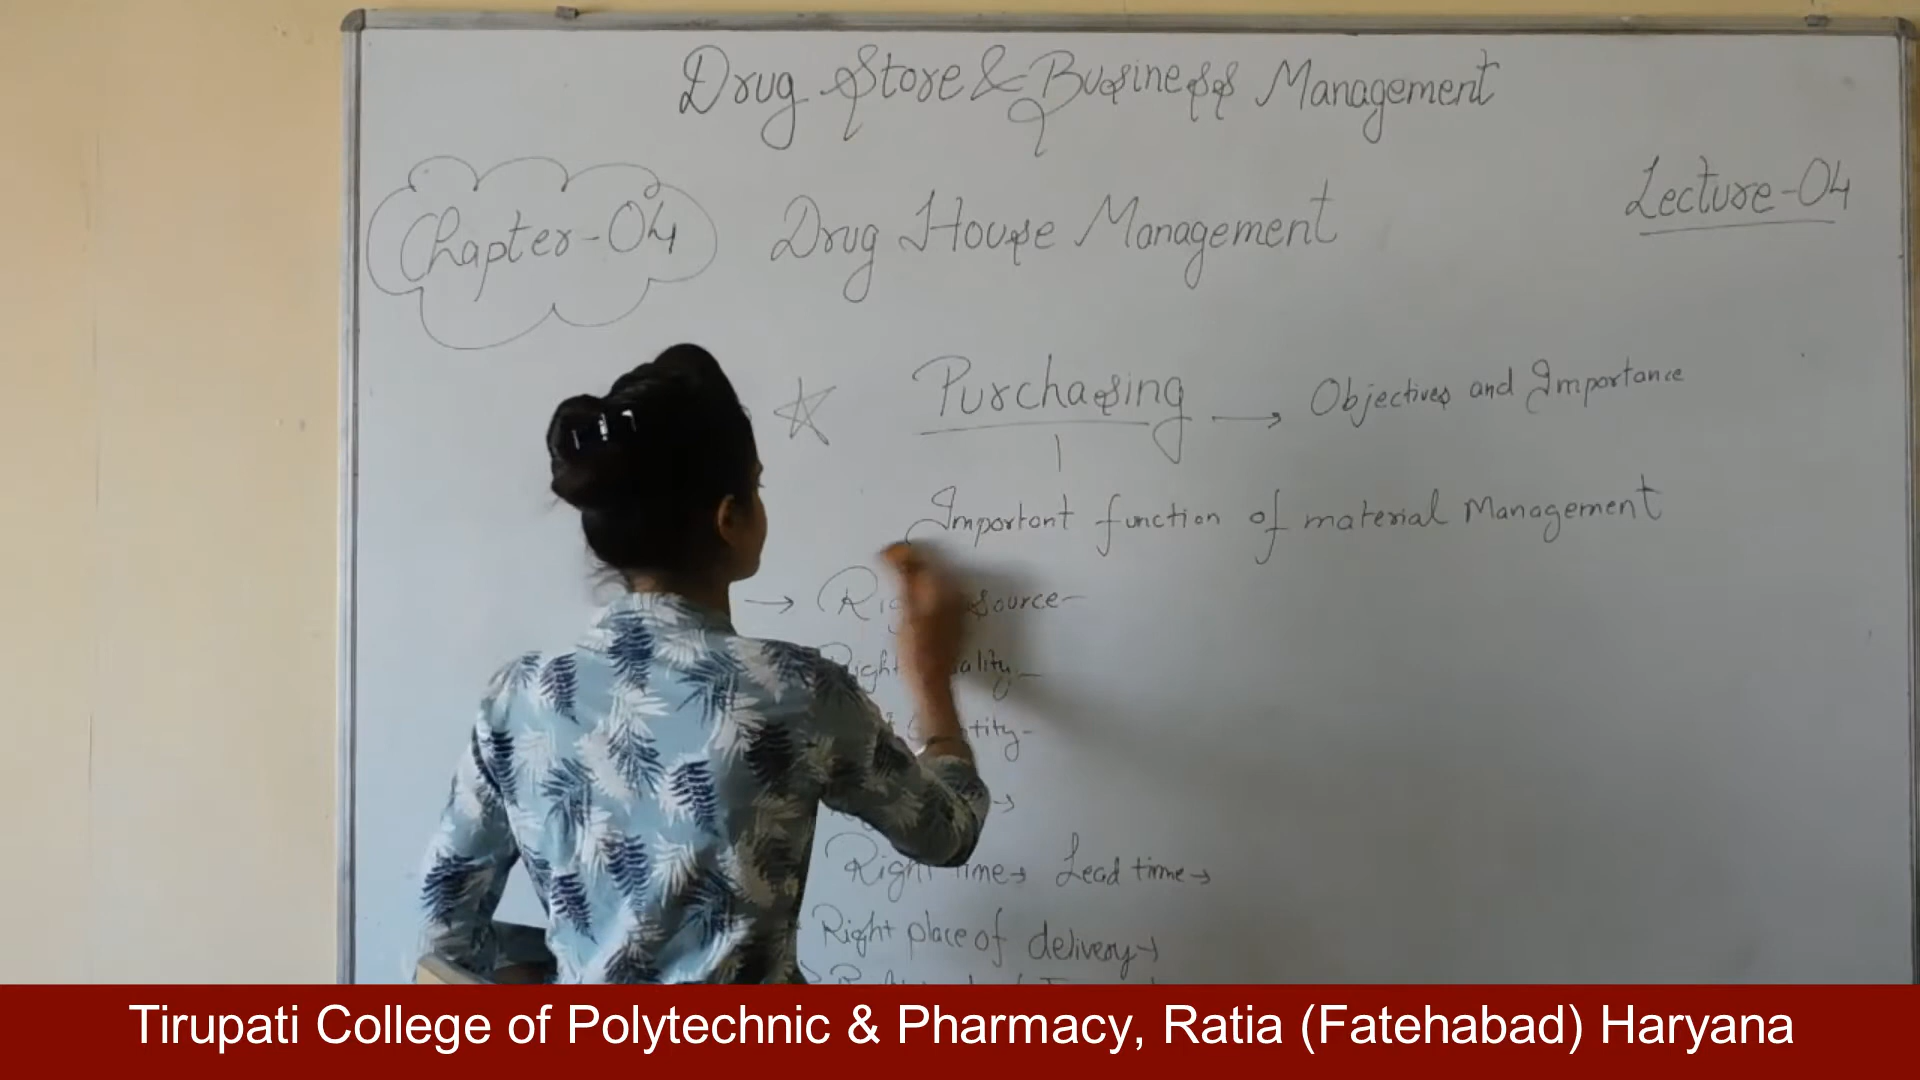 Drug Store & Business Management
Lecture-04
Chapter-04 Drug House Management
Purchasing → Objectives and Importance
Important function of material Management
→ Source-
Right
Right Time → Lead time →
Right place of delivery →
Tirupati College of Polytechnic & Pharmacy, Ratia (Fatehabad) Haryana